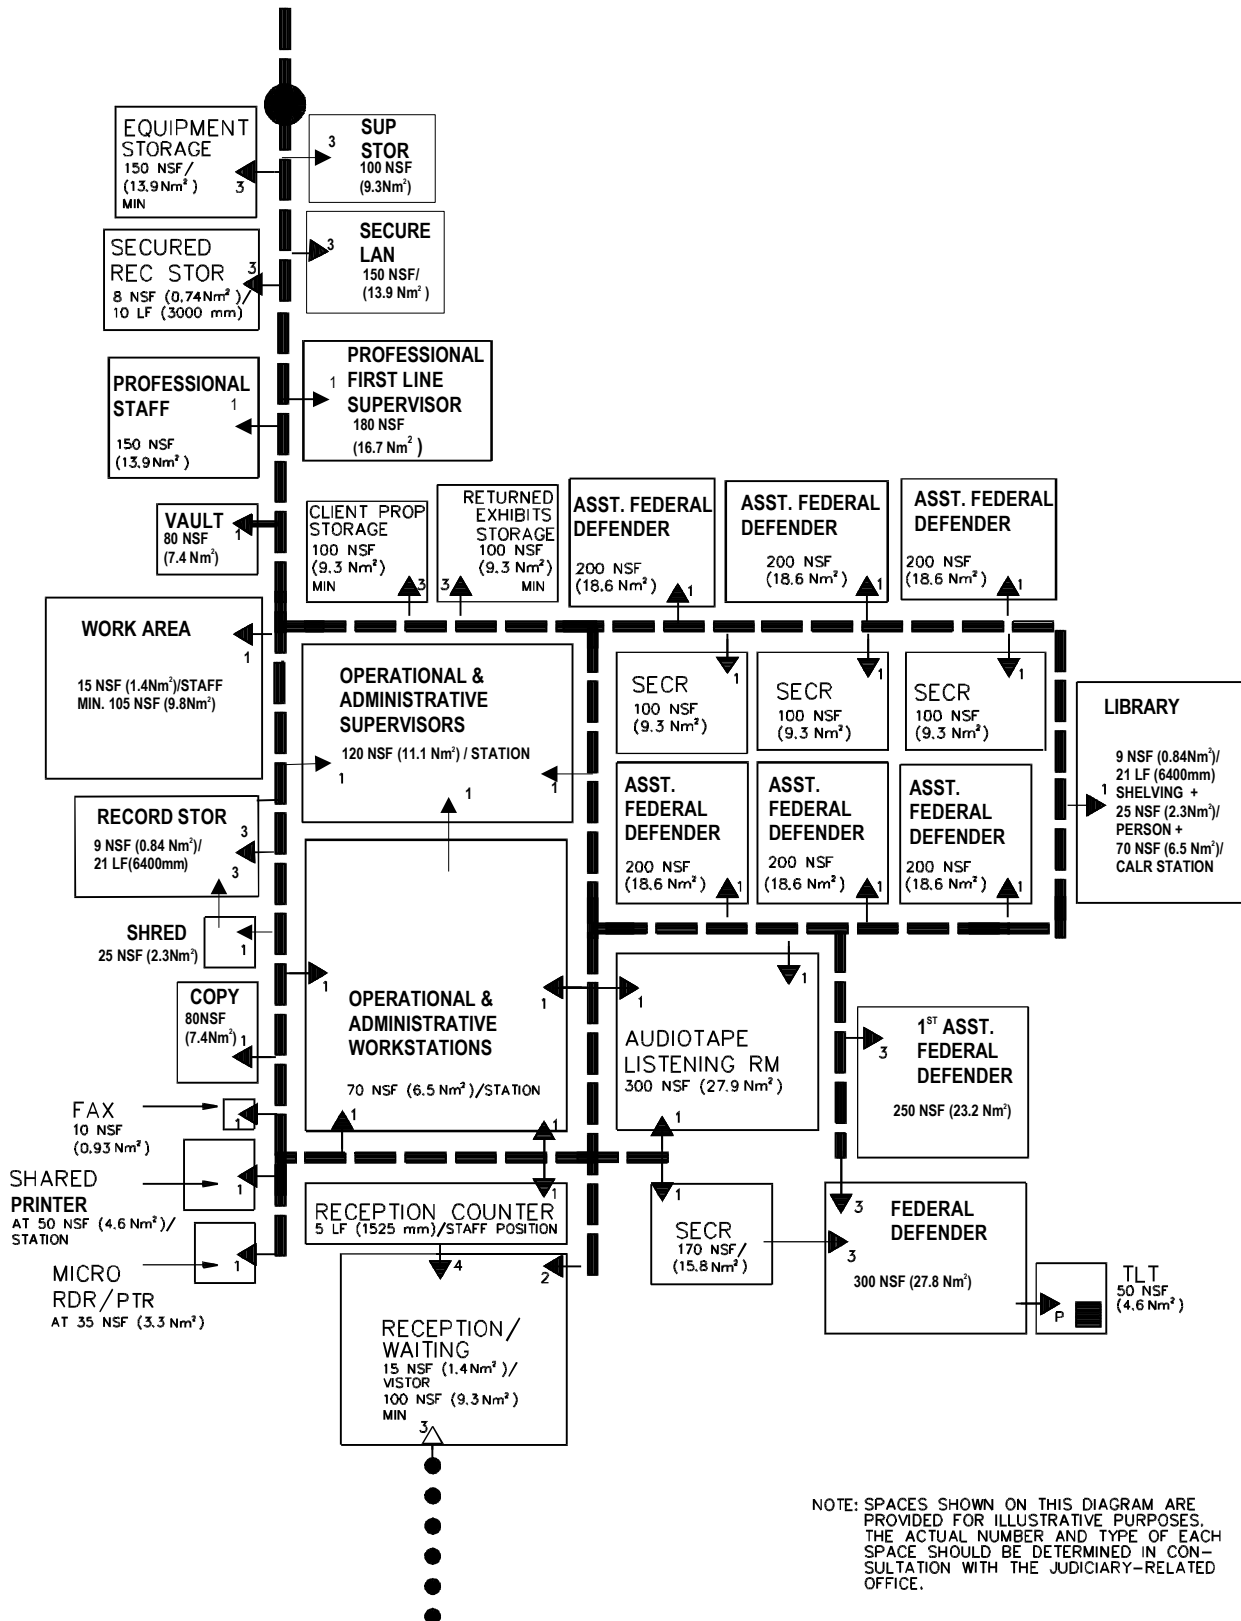 EQUIPMENT
STORAGE
150 NSF/
(13.9 Nm²)
MIN
3
SUP
STOR
100 NSF
(9.3Nm²)
3
SECURED
REC STOR
8 NSF (0.74Nm²)/
10 LF (3000 mm)
3
SECURE
LAN
150 NSF/
(13.9 Nm²)
3
PROFESSIONAL
STAFF
150 NSF
(13.9 Nm²)
1
PROFESSIONAL
FIRST LINE
SUPERVISOR
180 NSF
(16.7 Nm²)
1
VAULT
80 NSF
(7.4 Nm²)
1
CLIENT PROP
STORAGE
100 NSF
(9.3 Nm²)
MIN
3
RETURNED
EXHIBITS
STORAGE
100 NSF
(9.3 Nm²)
MIN
3
ASST. FEDERAL
DEFENDER
200 NSF
(18.6 Nm²)
1
ASST. FEDERAL
DEFENDER
200 NSF
(18.6 Nm²)
1
ASST. FEDERAL
DEFENDER
200 NSF
(18.6 Nm²)
1
WORK AREA
15 NSF (1.4Nm²)/STAFF
MIN. 105 NSF (9.8Nm²)
1
OPERATIONAL &
ADMINISTRATIVE
SUPERVISORS
120 NSF (11.1 Nm²) / STATION
1
1
1
SECR
100 NSF
(9.3 Nm²)
1
SECR
100 NSF
(9.3 Nm²)
1
SECR
100 NSF
(9.3 Nm²)
1
LIBRARY
9 NSF (0.84Nm²)/
21 LF (6400mm)
SHELVING +
25 NSF (2.3Nm²)/
PERSON +
70 NSF (6.5 Nm²)/
CALR STATION
1
RECORD STOR
9 NSF (0.84 Nm²)/
21 LF(6400mm)
3
3
ASST.
FEDERAL
DEFENDER
200 NSF
(18.6 Nm²)
1
ASST.
FEDERAL
DEFENDER
200 NSF
(18.6 Nm²)
1
ASST.
FEDERAL
DEFENDER
200 NSF
(18.6 Nm²)
1
SHRED
25 NSF (2.3Nm²)
1
COPY
80NSF
(7.4Nm²)
1
OPERATIONAL &
ADMINISTRATIVE
WORKSTATIONS
70 NSF (6.5 Nm²)/STATION
1
1
1
1
AUDIOTAPE
LISTENING RM
300 NSF (27.9 Nm²)
1
1
1
1ST ASST.
FEDERAL
DEFENDER
250 NSF (23.2 Nm²)
3
FAX
10 NSF
(0.93 Nm²)
1
SHARED
PRINTER
AT 50 NSF (4.6 Nm²)/
STATION
1
MICRO
RDR/PTR
AT 35 NSF (3.3 Nm²)
1
RECEPTION COUNTER
5 LF (1525 mm)/STAFF POSITION
1
SECR
170 NSF/
(15.8 Nm²)
1
FEDERAL
DEFENDER
300 NSF (27.8 Nm²)
3
3
TLT
50 NSF
(4.6 Nm²)
P
RECEPTION/
WAITING
15 NSF (1.4Nm²)/
VISTOR
100 NSF (9.3 Nm²)
MIN
4
2
3
NOTE: SPACES SHOWN ON THIS DIAGRAM ARE
PROVIDED FOR ILLUSTRATIVE PURPOSES.
THE ACTUAL NUMBER AND TYPE OF EACH
SPACE SHOULD BE DETERMINED IN CON-
SULTATION WITH THE JUDICIARY-RELATED
OFFICE.